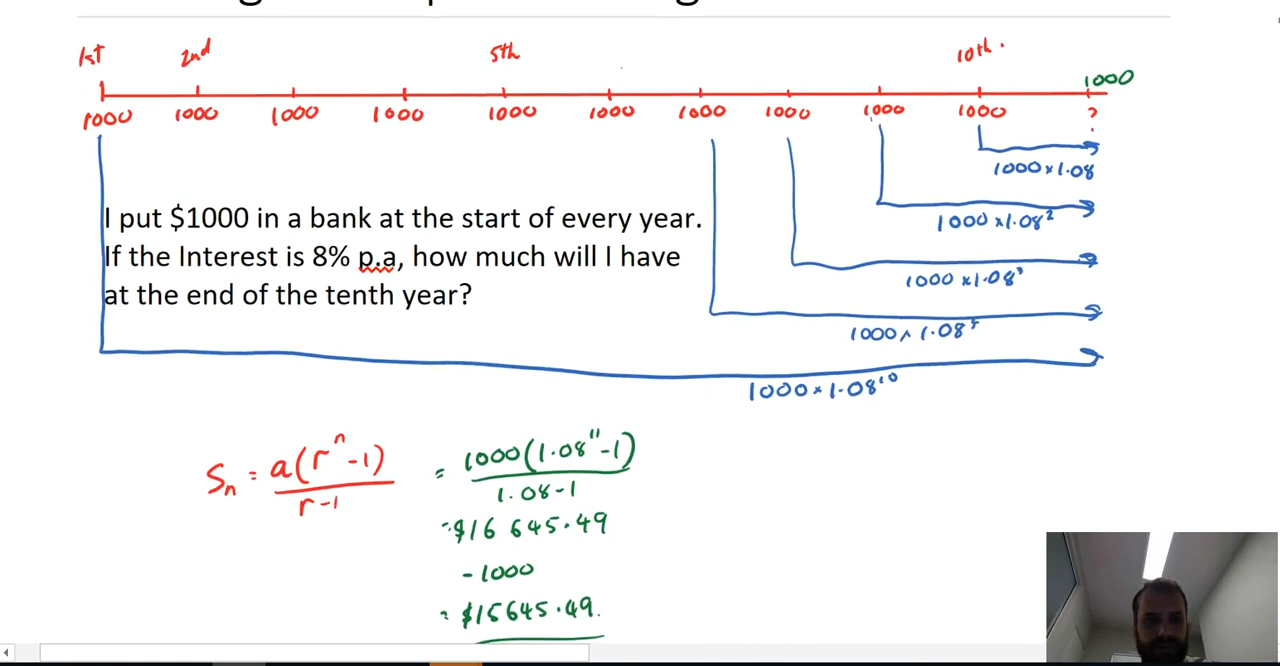 1st 2nd 5th 10th.
1000
1000 1000 1000 1000 1000 1000 1000 1000 1000 1000 ?
1000 × 1.08
1000 × 1.08²
I put $1000 in a bank at the start of every year.
If the Interest is 8% p.a, how much will I have
at the end of the tenth year?
1000 × 1.08³
1000 × 1.08
1000 × 1.08¹⁰
Sₙ = a(rⁿ-1) / r-1 = 1000(1.08¹¹-1) / 1.08-1
= $16 645.49
- 1000
= $15645.49.